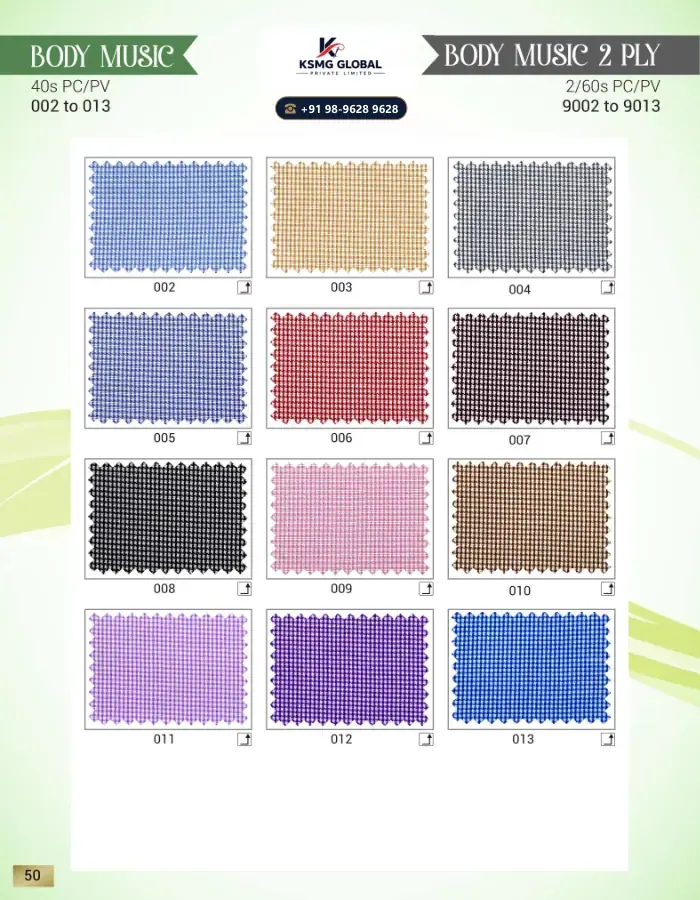 BODY MUSIC
40s PC/PV
002 to 013
KSMG GLOBAL
PRIVATE LIMITED
+91 98-9628 9628
BODY MUSIC 2 PLY
2/60s PC/PV
9002 to 9013
002
003
004
005
006
007
008
009
010
011
012
013
50